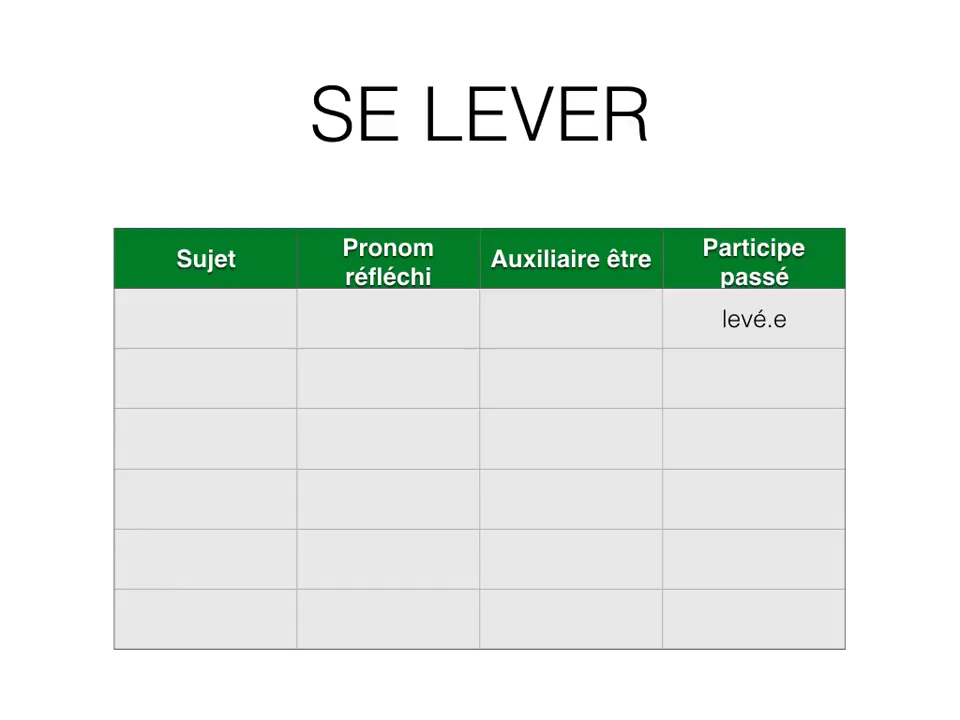 SE LEVER
Sujet
Pronom
réfléchi
Auxiliaire être
Participe
passé
levé.e